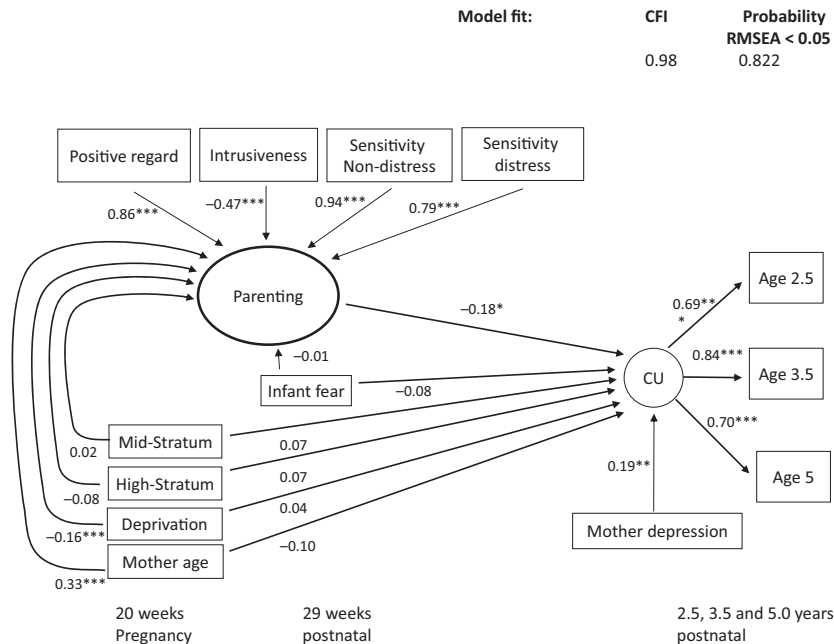 Model fit: CFI Probability
RMSEA < 0.05
0.98 0.822
Positive regard
Intrusiveness
Sensitivity
Non-distress
Sensitivity
distress
0.86***
–0.47***
0.94***
0.79***
Parenting
–0.18*
–0.01
Infant fear
–0.08
CU
0.69**
*
Age 2.5
0.84***
Age 3.5
0.70***
Age 5
0.02
Mid-Stratum
0.07
–0.08
High-Stratum
0.07
–0.16***
Deprivation
0.04
0.33***
Mother age
–0.10
0.19**
Mother depression
20 weeks
Pregnancy
29 weeks
postnatal
2.5, 3.5 and 5.0 years
postnatal